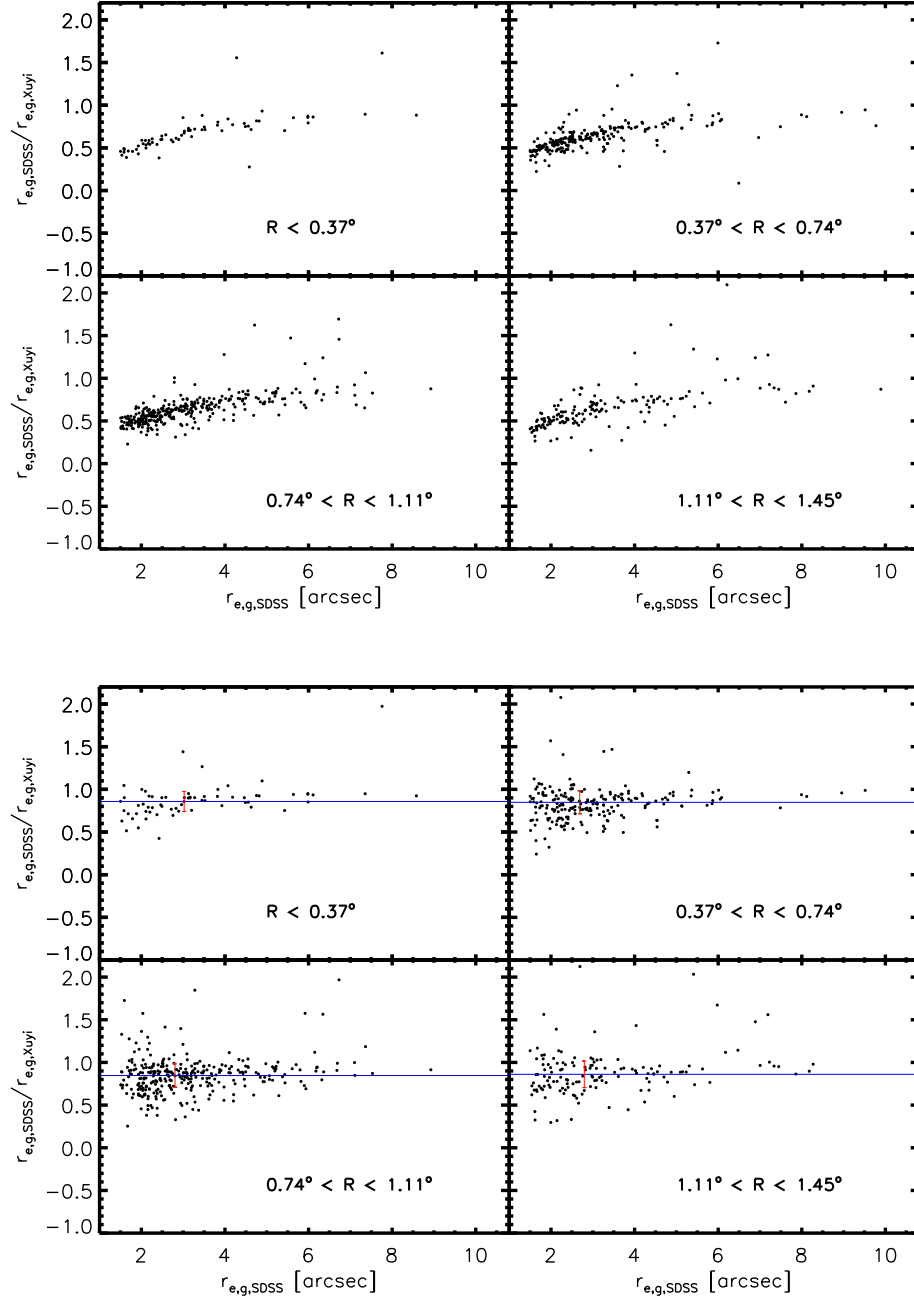 2.0
1.5
1.0
0.5
0.0
−0.5
−1.0
r_e,g,SDSS/r_e,g,Xuyi
R < 0.37°
0.37° < R < 0.74°
2.0
1.5
1.0
0.5
0.0
−0.5
−1.0
r_e,g,SDSS/r_e,g,Xuyi
0.74° < R < 1.11°
1.11° < R < 1.45°
2 4 6 8 10
2 4 6 8 10
r_e,g,SDSS [arcsec]
r_e,g,SDSS [arcsec]
2.0
1.5
1.0
0.5
0.0
−0.5
−1.0
r_e,g,SDSS/r_e,g,Xuyi
R < 0.37°
0.37° < R < 0.74°
2.0
1.5
1.0
0.5
0.0
−0.5
−1.0
r_e,g,SDSS/r_e,g,Xuyi
0.74° < R < 1.11°
1.11° < R < 1.45°
2 4 6 8 10
2 4 6 8 10
r_e,g,SDSS [arcsec]
r_e,g,SDSS [arcsec]